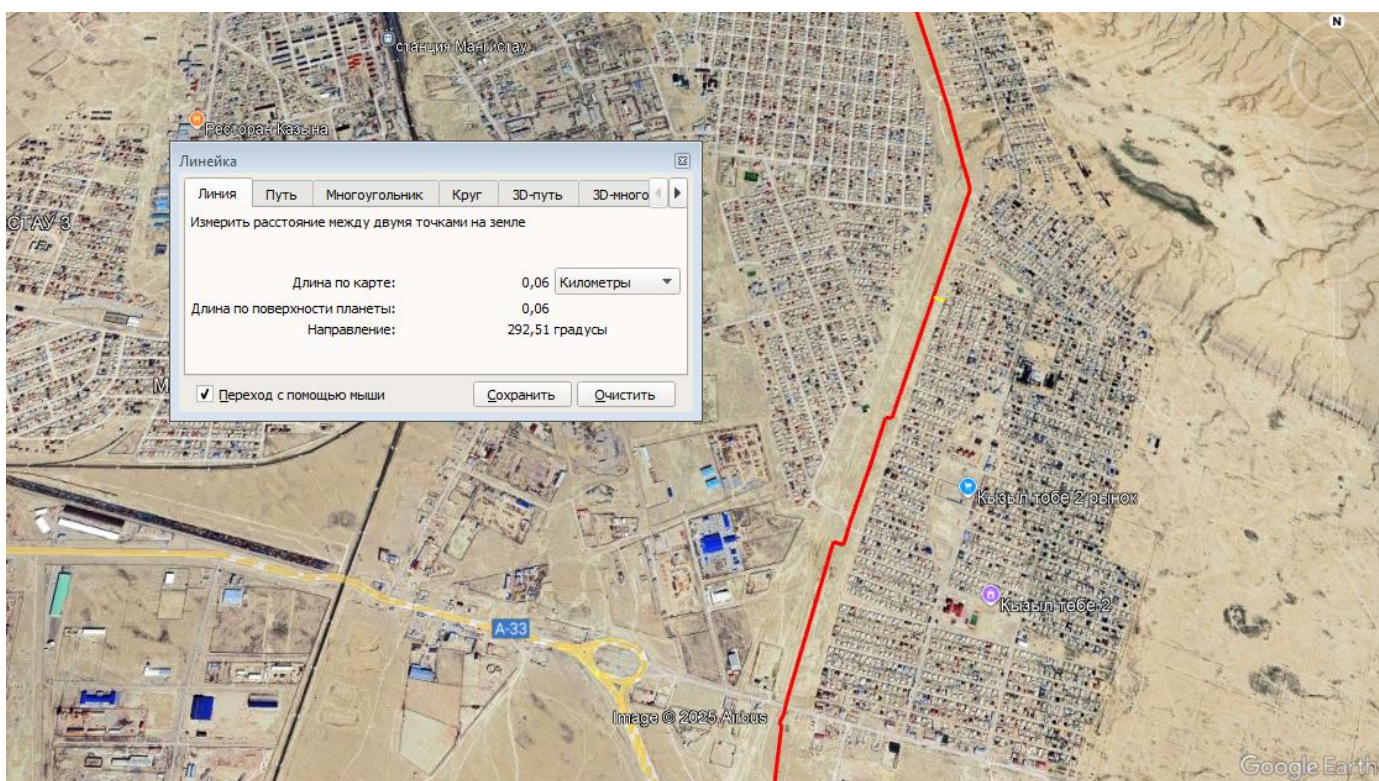 N
станция Мангистау
Ресторан Казына
Линейка
Линия
Путь
Многоугольник
Круг
3D-путь
3D-много
Измерить расстояние между двумя точками на земле
Длина по карте:
0,06
Километры
Длина по поверхности планеты:
0,06
Направление:
292,51 градусы
Переход с помощью мыши
Сохранить
Очистить
СТАУ 3
М
Кызыл тобе 2 рынок
Кызыл тобе 2
A-33
Image © 2025 Airbus
Google Earth